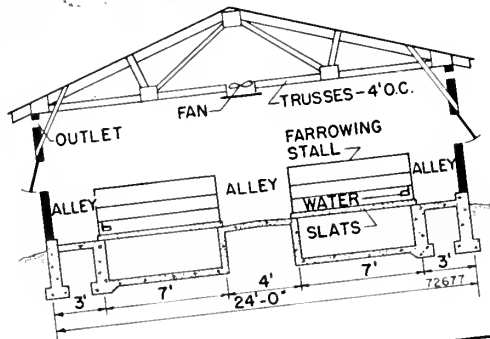 FAN
TRUSSES-4'O.C.
OUTLET
FARROWING
STALL
ALLEY
ALLEY
ALLEY
WATER
SLATS
3'
7'
4'
7'
3'
24'-0"
72677